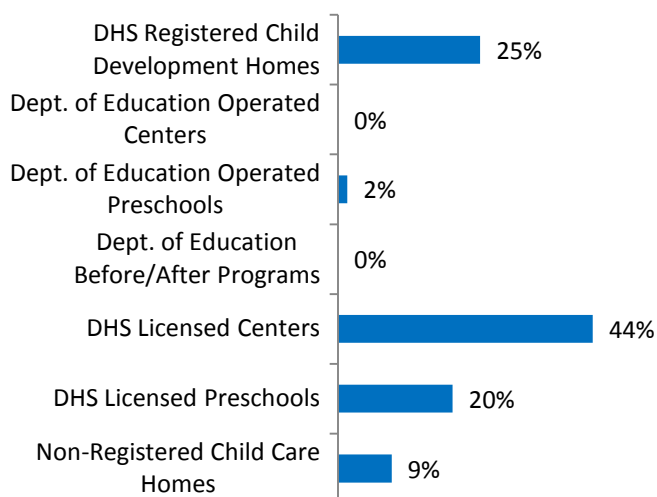 DHS Registered Child
Development Homes
25%
Dept. of Education Operated
Centers
0%
Dept. of Education Operated
Preschools
2%
Dept. of Education
Before/After Programs
0%
DHS Licensed Centers
44%
DHS Licensed Preschools
20%
Non-Registered Child Care
Homes
9%